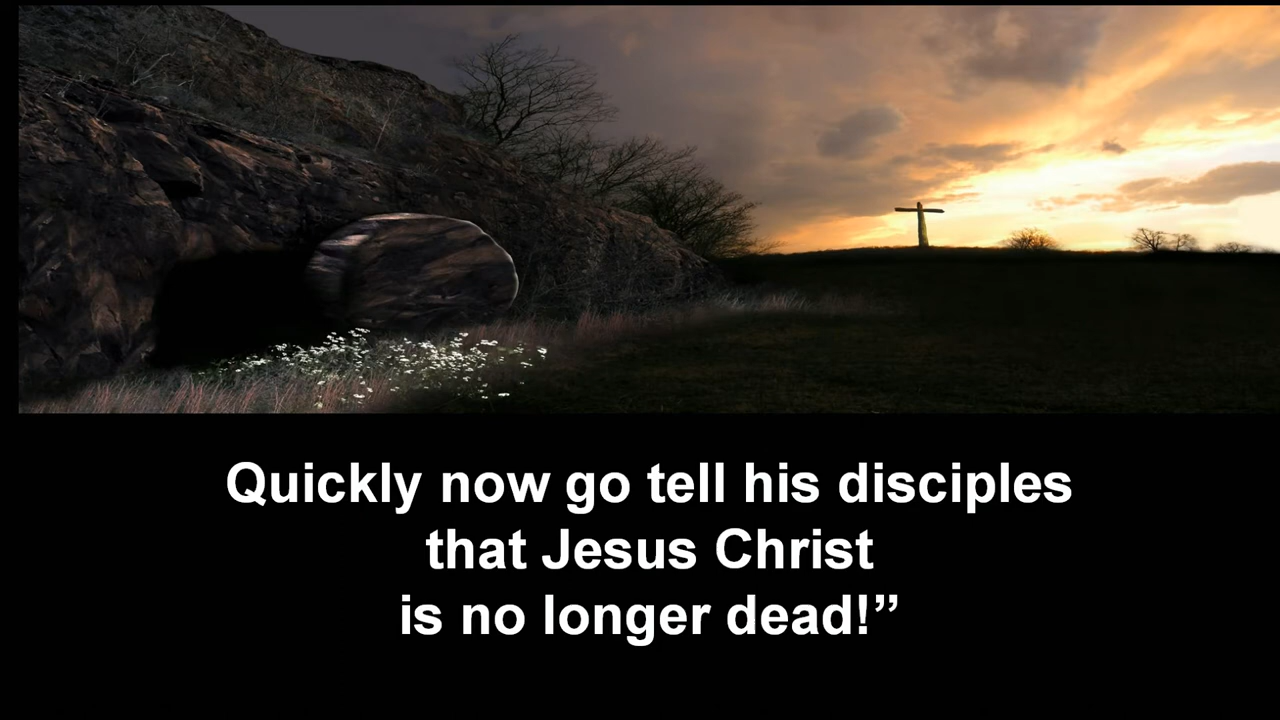 Quickly now go tell his disciples
that Jesus Christ
is no longer dead!”